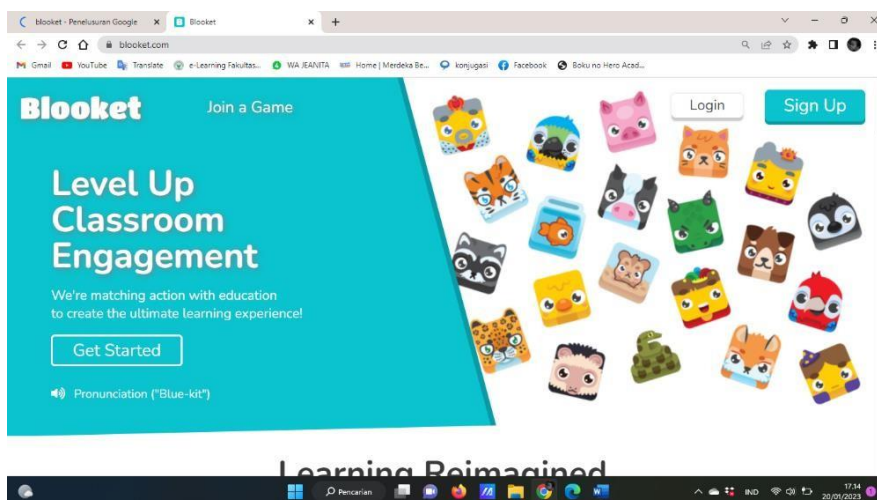 blooket - Penelusuran Google
Blooket
blooket.com
Gmail YouTube Translate e-Learning Fakultas... WA JEANITA Home | Merdeka Be... konjugasi Facebook Boku no Hero Acad...
Blooket Join a Game Login Sign Up
Level Up
Classroom
Engagement
We're matching action with education
to create the ultimate learning experience!
Get Started
Pronunciation ("Blue-kit")
Learning Reimagined
Pencarian IND 17.14
20/01/2023